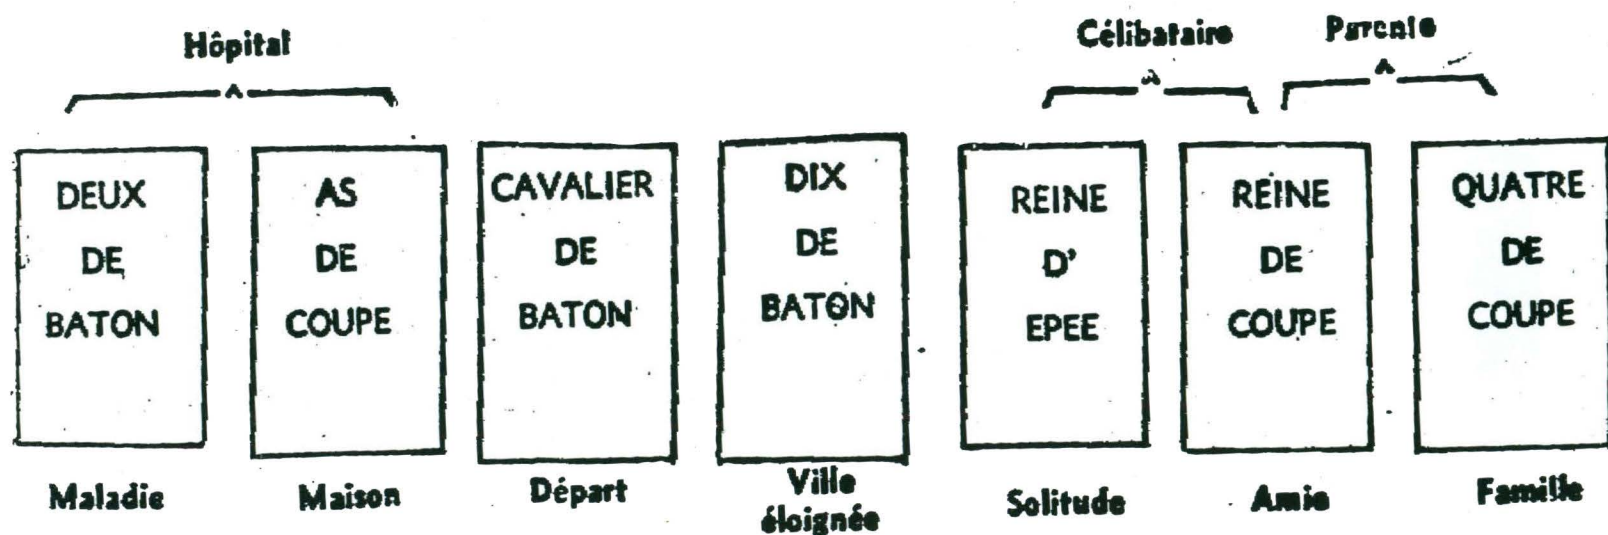 Hôpital
Célibataire
Parente
DEUX
DE
BATON
AS
DE
COUPE
CAVALIER
DE
BATON
DIX
DE
BATON
REINE
D'
EPEE
REINE
DE
COUPE
QUATRE
DE
COUPE
Maladie
Maison
Départ
Ville
éloignée
Solitude
Amie
Famille